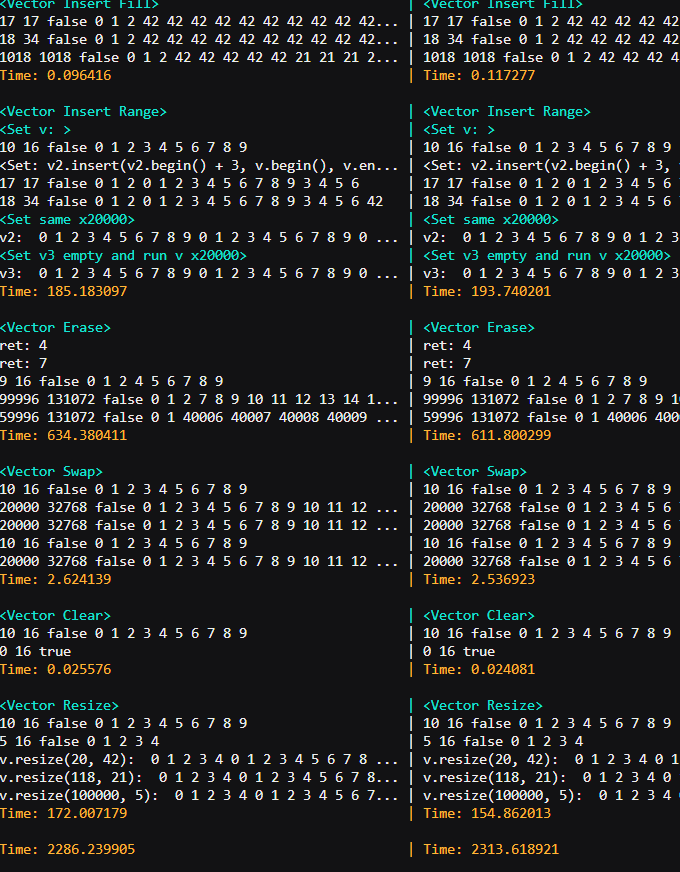 <Vector Insert Fill> | <Vector Insert Fill>
17 17 false 0 1 2 42 42 42 42 42 42 42 42 42... | 17 17 false 0 1 2 42 42 42 42
18 34 false 0 1 2 42 42 42 42 42 42 42 42 42... | 18 34 false 0 1 2 42 42 42 42
1018 1018 false 0 1 2 42 42 42 42 42 21 21 21 2... | 1018 1018 false 0 1 2 42 42 42 4
Time: 0.096416 | Time: 0.117277
<Vector Insert Range> | <Vector Insert Range>
<Set v: > | <Set v: >
10 16 false 0 1 2 3 4 5 6 7 8 9 | 10 16 false 0 1 2 3 4 5 6 7 8 9
<Set: v2.insert(v2.begin() + 3, v.begin(), v.en... | <Set: v2.insert(v2.begin() + 3, v
17 17 false 0 1 2 0 1 2 3 4 5 6 7 8 9 3 4 5 6 | 17 17 false 0 1 2 0 1 2 3 4 5 6 7
18 34 false 0 1 2 0 1 2 3 4 5 6 7 8 9 3 4 5 6 42 | 18 34 false 0 1 2 0 1 2 3 4 5 6 7
<Set same x20000> | <Set same x20000>
v2:  0 1 2 3 4 5 6 7 8 9 0 1 2 3 4 5 6 7 8 9 0 ... | v2:  0 1 2 3 4 5 6 7 8 9 0 1 2 3
<Set v3 empty and run v x20000> | <Set v3 empty and run v x20000>
v3:  0 1 2 3 4 5 6 7 8 9 0 1 2 3 4 5 6 7 8 9 0 ... | v3:  0 1 2 3 4 5 6 7 8 9 0 1 2 3
Time: 185.183097 | Time: 193.740201
<Vector Erase> | <Vector Erase>
ret: 4 | ret: 4
ret: 7 | ret: 7
9 16 false 0 1 2 4 5 6 7 8 9 | 9 16 false 0 1 2 4 5 6 7 8 9
99996 131072 false 0 1 2 7 8 9 10 11 12 13 14 1... | 99996 131072 false 0 1 2 7 8 9 10
59996 131072 false 0 1 40006 40007 40008 40009 ... | 59996 131072 false 0 1 40006 400
Time: 634.380411 | Time: 611.800299
<Vector Swap> | <Vector Swap>
10 16 false 0 1 2 3 4 5 6 7 8 9 | 10 16 false 0 1 2 3 4 5 6 7 8 9
20000 32768 false 0 1 2 3 4 5 6 7 8 9 10 11 12 ... | 20000 32768 false 0 1 2 3 4 5 6 7
20000 32768 false 0 1 2 3 4 5 6 7 8 9 10 11 12 ... | 20000 32768 false 0 1 2 3 4 5 6 7
10 16 false 0 1 2 3 4 5 6 7 8 9 | 10 16 false 0 1 2 3 4 5 6 7 8 9
20000 32768 false 0 1 2 3 4 5 6 7 8 9 10 11 12 ... | 20000 32768 false 0 1 2 3 4 5 6 7
Time: 2.624139 | Time: 2.536923
<Vector Clear> | <Vector Clear>
10 16 false 0 1 2 3 4 5 6 7 8 9 | 10 16 false 0 1 2 3 4 5 6 7 8 9
0 16 true | 0 16 true
Time: 0.025576 | Time: 0.024081
<Vector Resize> | <Vector Resize>
10 16 false 0 1 2 3 4 5 6 7 8 9 | 10 16 false 0 1 2 3 4 5 6 7 8 9
5 16 false 0 1 2 3 4 | 5 16 false 0 1 2 3 4
v.resize(20, 42):  0 1 2 3 4 0 1 2 3 4 5 6 7 8 ... | v.resize(20, 42):  0 1 2 3 4 0 1
v.resize(118, 21):  0 1 2 3 4 0 1 2 3 4 5 6 7 8... | v.resize(118, 21):  0 1 2 3 4 0
v.resize(100000, 5):  0 1 2 3 4 0 1 2 3 4 5 6 7... | v.resize(100000, 5):  0 1 2 3 4
Time: 172.007179 | Time: 154.862013
Time: 2286.239905 | Time: 2313.618921